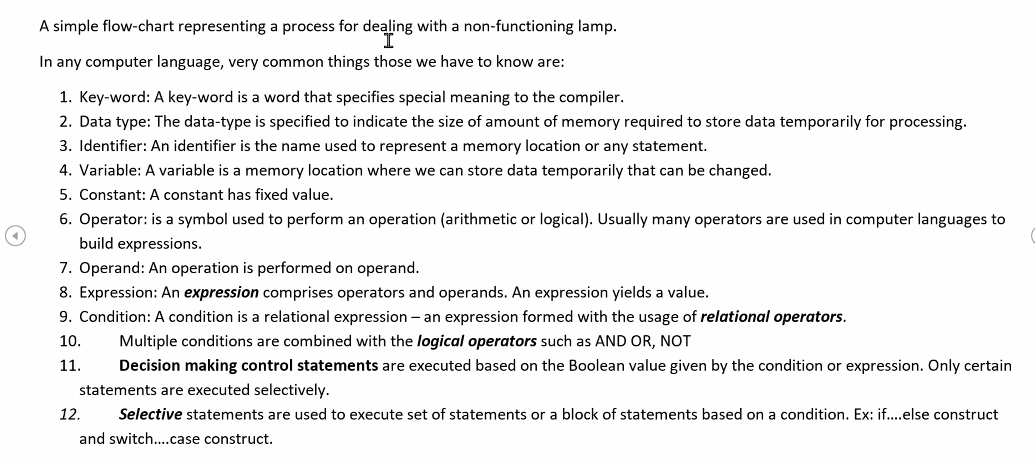 A simple flow-chart representing a process for dealing with a non-functioning lamp.
In any computer language, very common things those we have to know are:
1. Key-word: A key-word is a word that specifies special meaning to the compiler.
2. Data type: The data-type is specified to indicate the size of amount of memory required to store data temporarily for processing.
3. Identifier: An identifier is the name used to represent a memory location or any statement.
4. Variable: A variable is a memory location where we can store data temporarily that can be changed.
5. Constant: A constant has fixed value.
6. Operator: is a symbol used to perform an operation (arithmetic or logical). Usually many operators are used in computer languages to
build expressions.
7. Operand: An operation is performed on operand.
8. Expression: An expression comprises operators and operands. An expression yields a value.
9. Condition: A condition is a relational expression – an expression formed with the usage of relational operators.
10. Multiple conditions are combined with the logical operators such as AND OR, NOT
11. Decision making control statements are executed based on the Boolean value given by the condition or expression. Only certain
statements are executed selectively.
12. Selective statements are used to execute set of statements or a block of statements based on a condition. Ex: if....else construct
and switch....case construct.